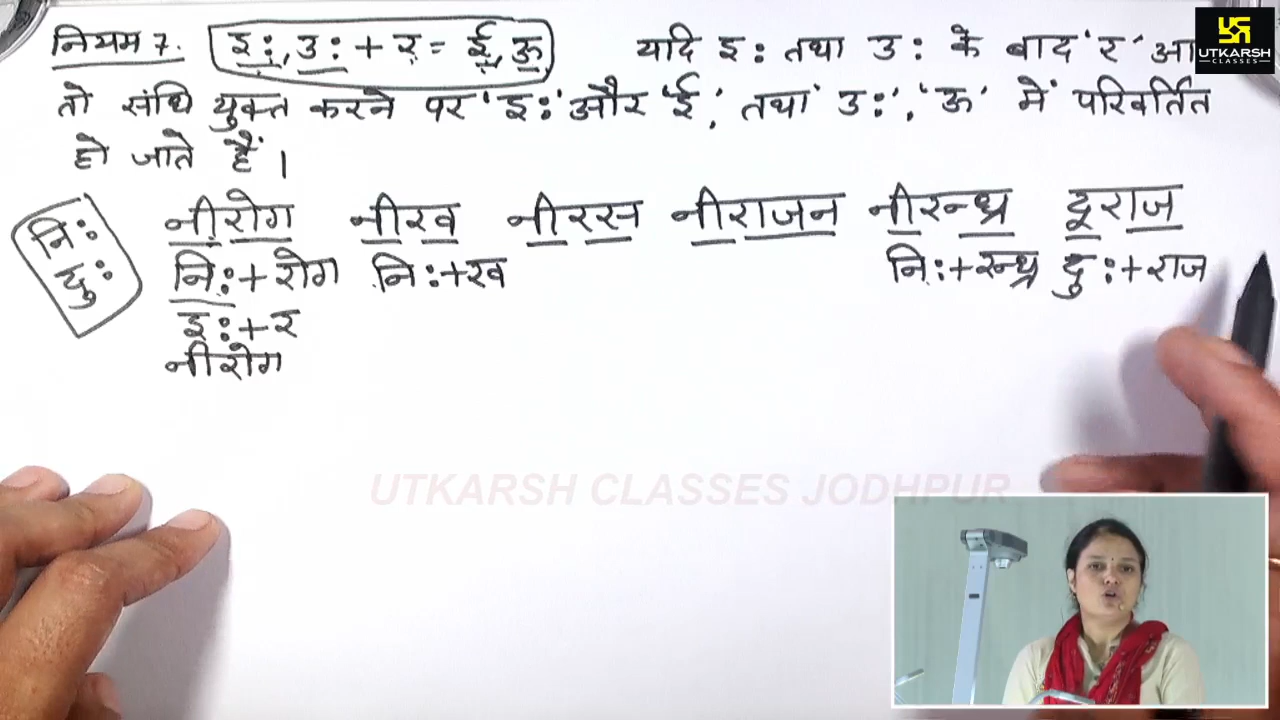 नियम 7. इः, उः + र = ई, ऊ यदि इः तथा उः के बाद 'र' आ
तो संधि युक्त करने पर 'इः' और 'ई', तथा 'उः', 'ऊ' में परिवर्तित
हो जाते हैं।
निः
दुः
नीरोग नीरव नीरस नीराजन नीरन्ध्र दूराज
निः+रोग निः+रव निः+रन्ध्र दुः+राज
इः+र
नीरोग
UTKARSH CLASSES JODHPUR
UTKARSH
CLASSES